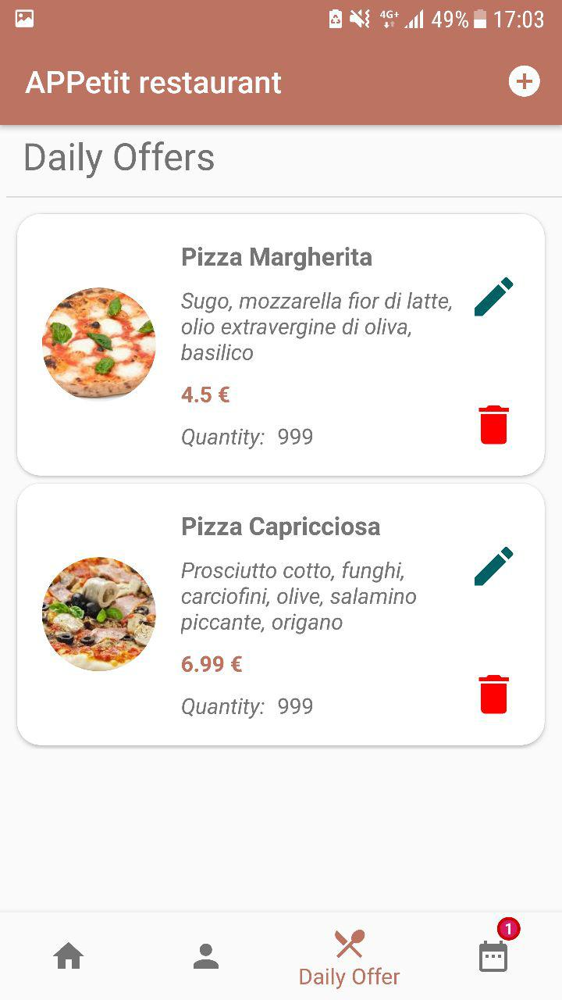 4G+ 49% 17:03
APPetit restaurant
Daily Offers
Pizza Margherita
Sugo, mozzarella fior di latte,
olio extravergine di oliva,
basilico
4.5 €
Quantity: 999
Pizza Capricciosa
Prosciutto cotto, funghi,
carciofini, olive, salamino
piccante, origano
6.99 €
Quantity: 999
1
Daily Offer